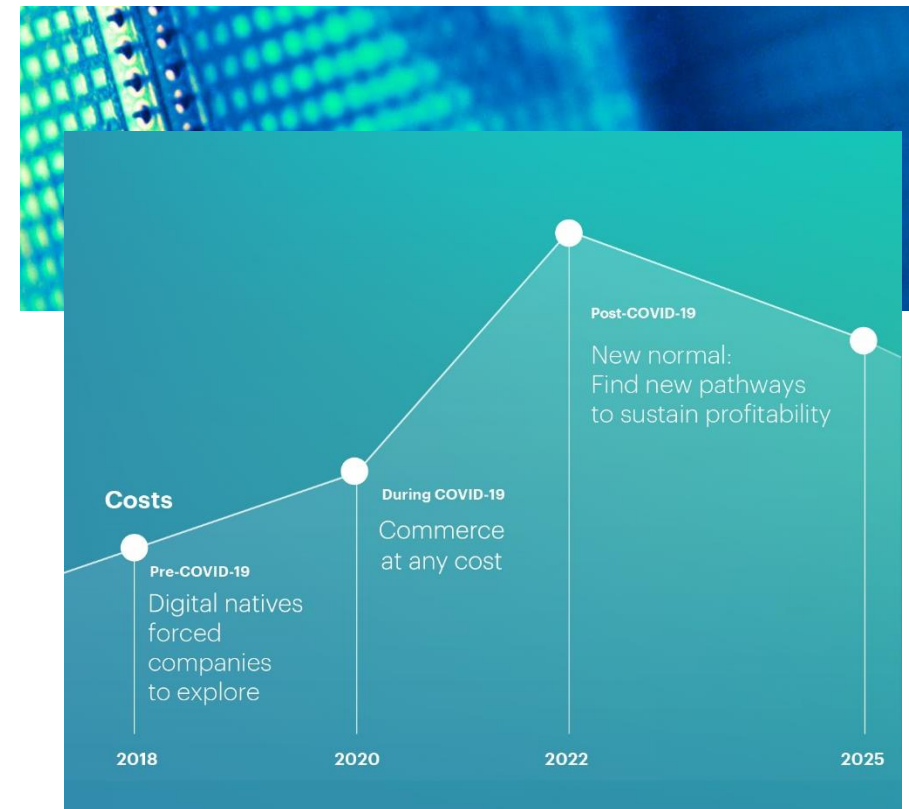 Post-COVID-19
New normal:
Find new pathways
to sustain profitability
Costs
During COVID-19
Commerce
at any cost
Pre-COVID-19
Digital natives
forced
companies
to explore
2018
2020
2022
2025